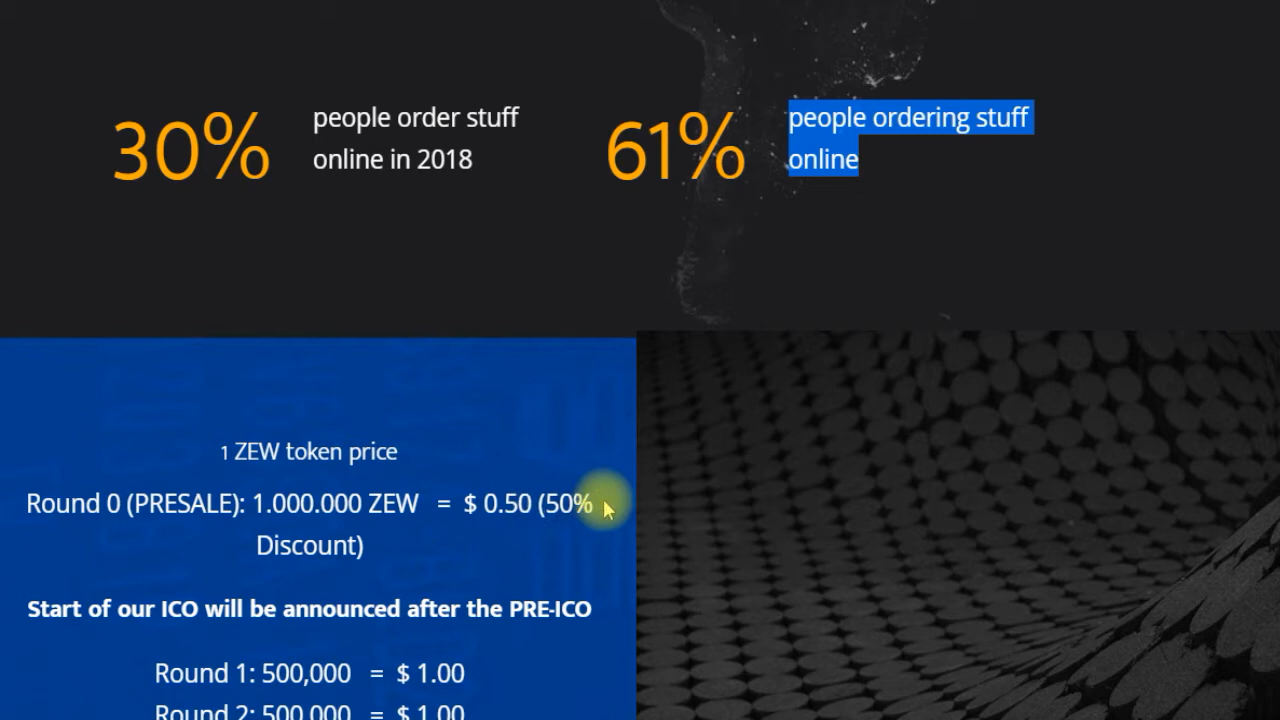 30%
people order stuff
online in 2018
61%
people ordering stuff
online
1 ZEW token price
Round 0 (PRESALE): 1.000.000 ZEW = $ 0.50 (50%
Discount)
Start of our ICO will be announced after the PRE-ICO
Round 1: 500,000 = $ 1.00
Round 2: 500,000 = $ 1.00